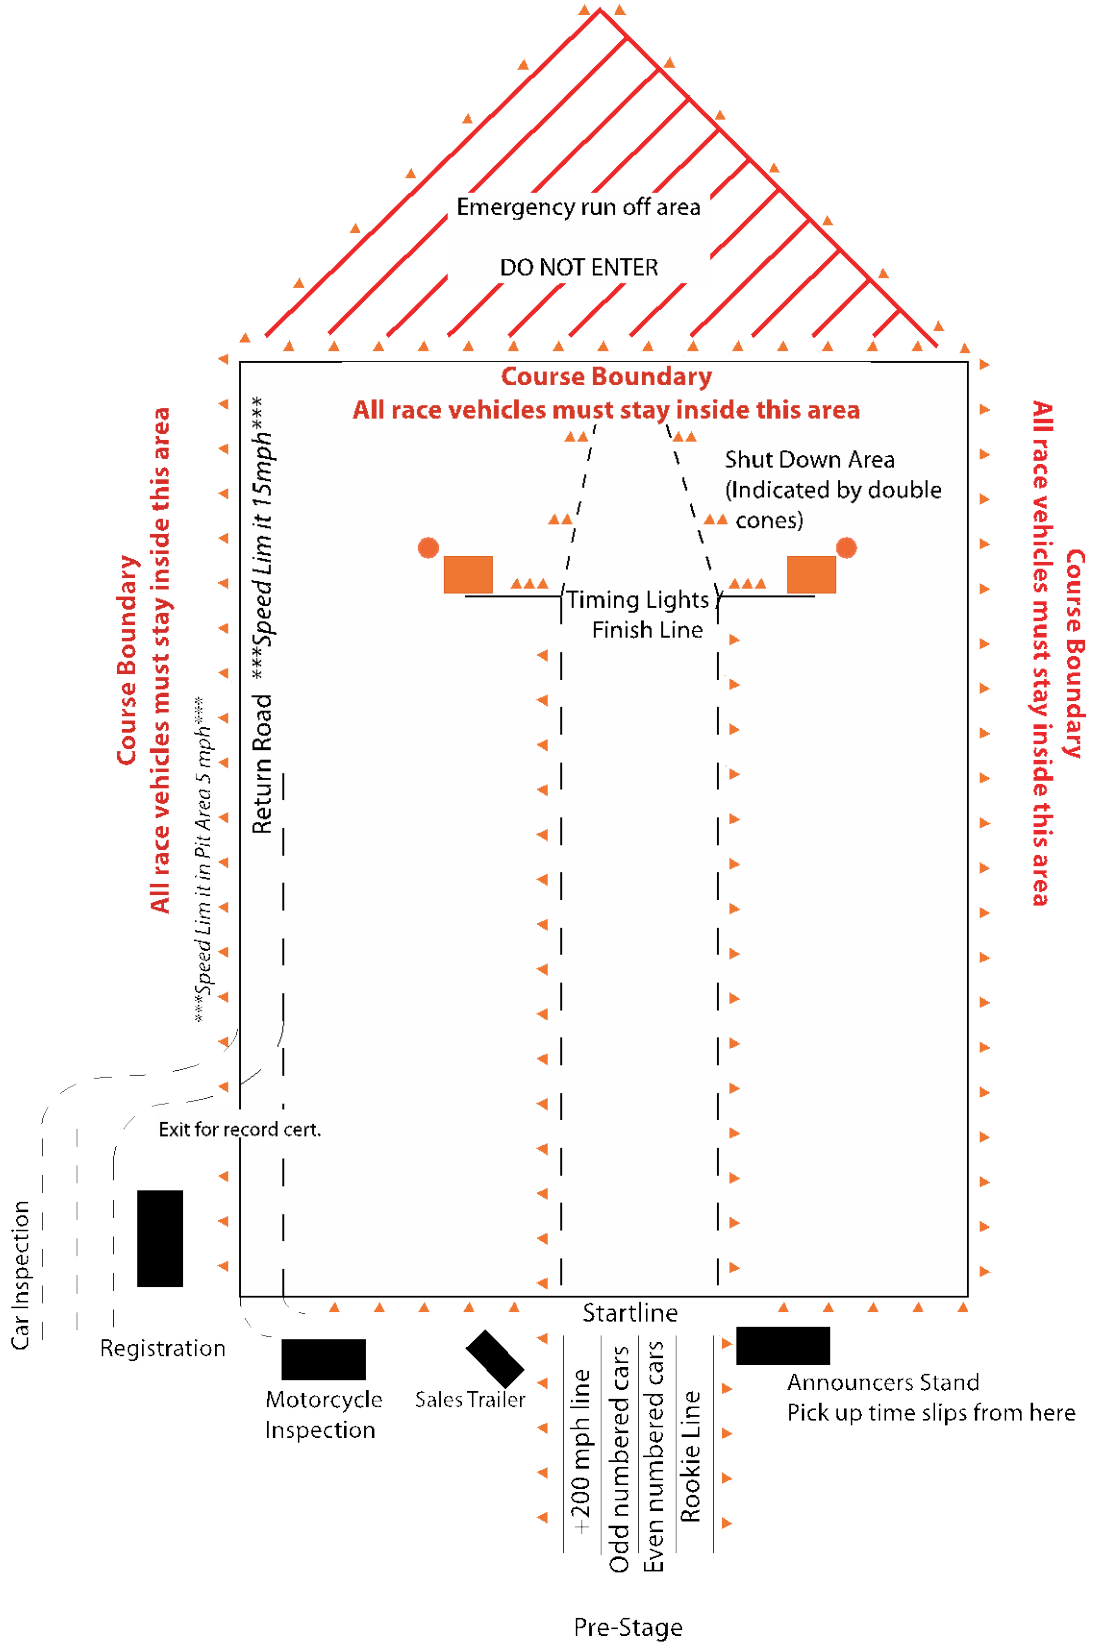 Emergency run off area
DO NOT ENTER
Course Boundary
All race vehicles must stay inside this area
Shut Down Area
(Indicated by double
cones)
Timing Lights
Finish Line
Course Boundary
All race vehicles must stay inside this area
***Speed Lim it in Pit Area 5 mph***
Return Road ***Speed Lim it 15mph***
Course Boundary
All race vehicles must stay inside this area
Exit for record cert.
Car Inspection
Registration
Motorcycle
Inspection
Sales Trailer
Startline
+200 mph line
Odd numbered cars
Even numbered cars
Rookie Line
Announcers Stand
Pick up time slips from here
Pre-Stage